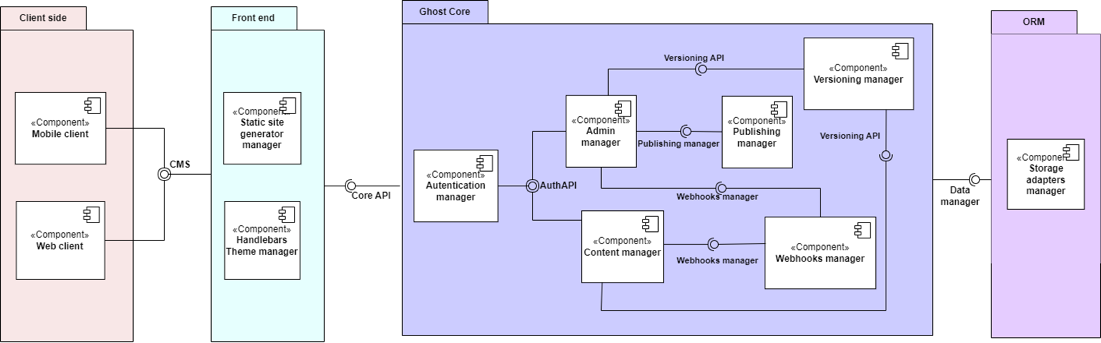 Client side
«Component»
Mobile client
«Component»
Web client
CMS
Front end
«Component»
Static site
generator
manager
«Component»
Handlebars
Theme manager
Core API
Ghost Core
«Component»
Autentication
manager
AuthAPI
«Component»
Admin
manager
Versioning API
Publishing manager
«Component»
Publishing
manager
«Component»
Versioning manager
Versioning API
Webhooks manager
«Component»
Content manager
Webhooks manager
«Component»
Webhooks manager
Data
manager
ORM
«Component»
Storage
adapters
manager